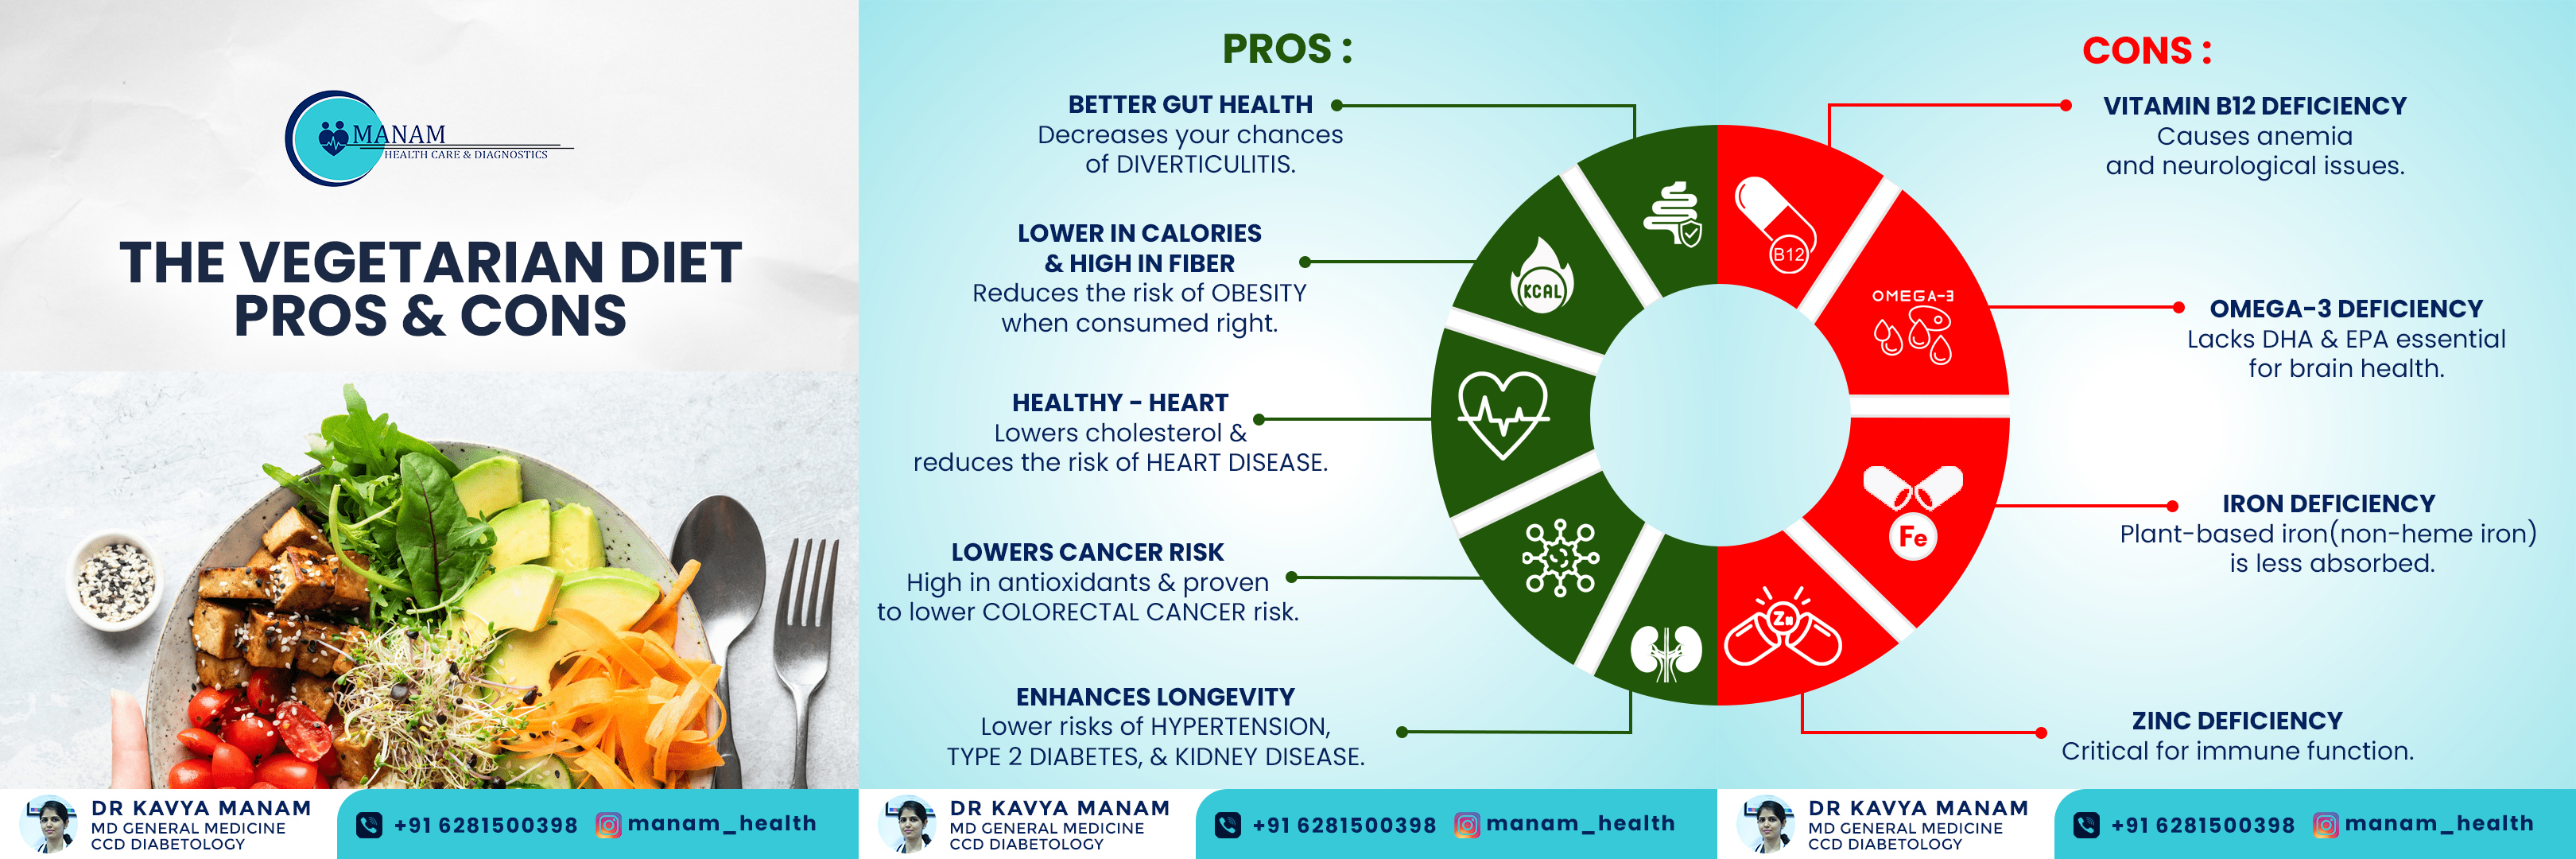 MANAM
HEALTH CARE & DIAGNOSTICS
THE VEGETARIAN DIET
PROS & CONS
DR KAVYA MANAM
MD GENERAL MEDICINE
CCD DIABETOLOGY
+91 6281500398
manam_health
PROS :
BETTER GUT HEALTH
Decreases your chances
of DIVERTICULITIS.
LOWER IN CALORIES
& HIGH IN FIBER
Reduces the risk of OBESITY
when consumed right.
HEALTHY - HEART
Lowers cholesterol &
reduces the risk of HEART DISEASE.
LOWERS CANCER RISK
High in antioxidants & proven
to lower COLORECTAL CANCER risk.
ENHANCES LONGEVITY
Lower risks of HYPERTENSION,
TYPE 2 DIABETES, & KIDNEY DISEASE.
KCAL
DR KAVYA MANAM
MD GENERAL MEDICINE
CCD DIABETOLOGY
+91 6281500398
manam_health
CONS :
B12
OMEGA-3
Fe
Zn
VITAMIN B12 DEFICIENCY
Causes anemia
and neurological issues.
OMEGA-3 DEFICIENCY
Lacks DHA & EPA essential
for brain health.
IRON DEFICIENCY
Plant-based iron(non-heme iron)
is less absorbed.
ZINC DEFICIENCY
Critical for immune function.
DR KAVYA MANAM
MD GENERAL MEDICINE
CCD DIABETOLOGY
+91 6281500398
manam_health